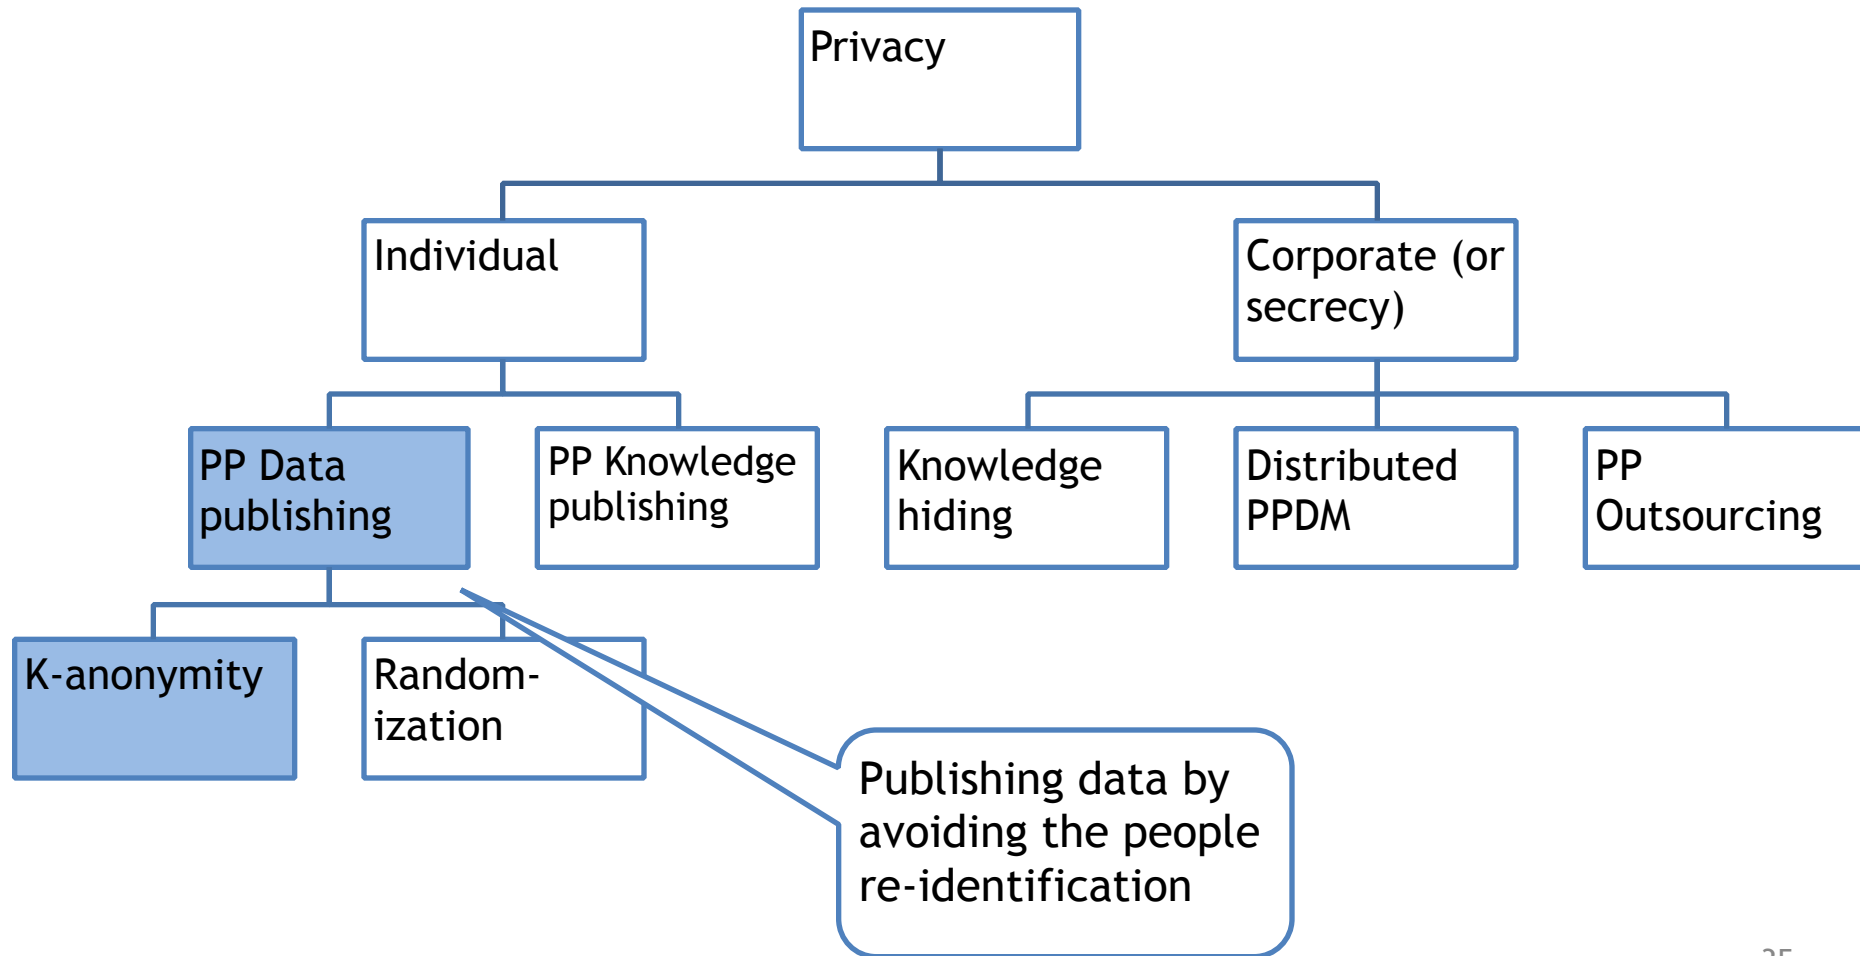 Privacy
Individual
Corporate (or
secrecy)
PP Data
publishing
PP Knowledge
publishing
Knowledge
hiding
Distributed
PPDM
PP
Outsourcing
K-anonymity
Random-
ization
Publishing data by
avoiding the people
re-identification